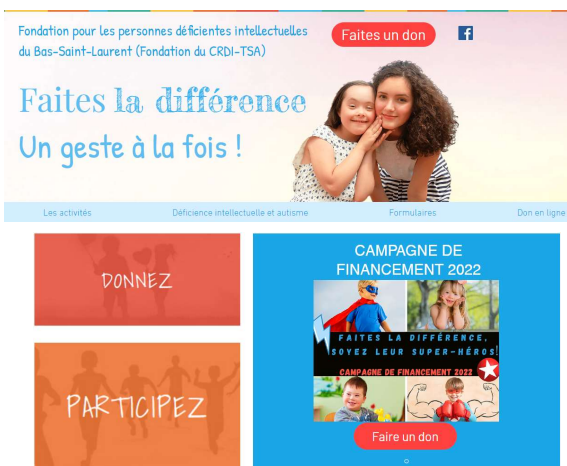 Fondation pour les personnes déficientes intellectuelles
du Bas-Saint-Laurent (Fondation du CRDI-TSA)
Faites un don
f
Faites la différence
Un geste à la fois !
Les activités
Déficience intellectuelle et autisme
Formulaires
Don en ligne
DONNEZ
PARTICIPEZ
CAMPAGNE DE
FINANCEMENT 2022
FAITES LA DIFFÉRENCE,
SOYEZ LEUR SUPER-HÉROS!
CAMPAGNE DE FINANCEMENT 2022
Faire un don